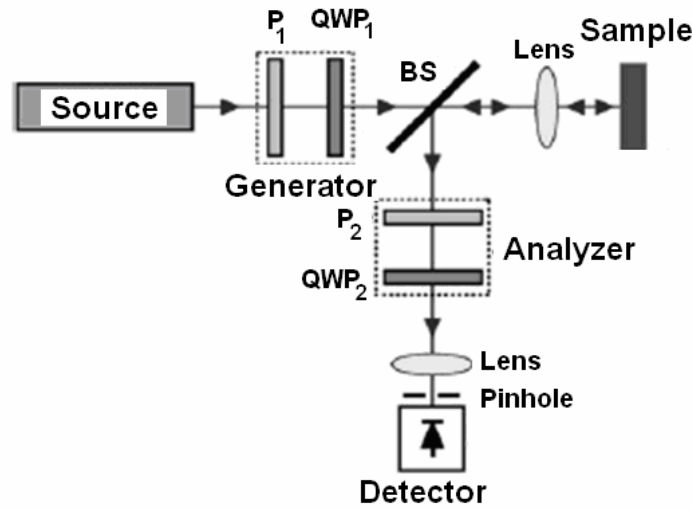 P1 QWP1
BS
Lens
Sample
Source
Generator
P2
Analyzer
QWP2
Lens
Pinhole
Detector